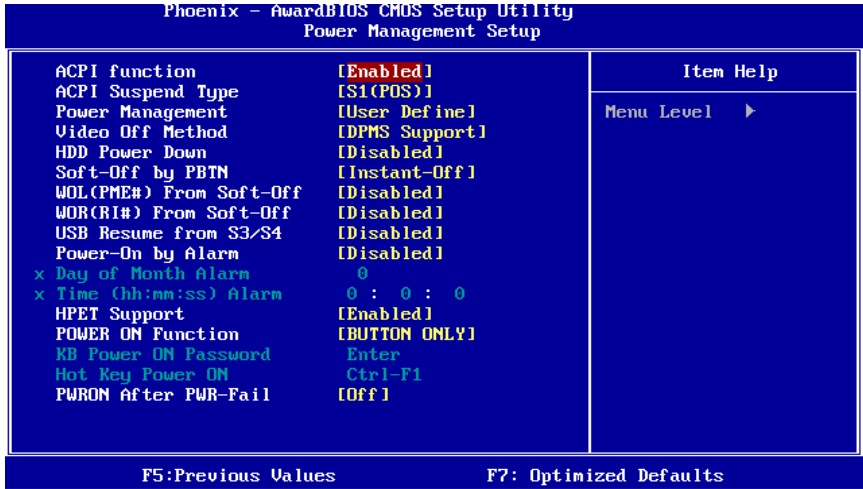 Phoenix - AwardBIOS CMOS Setup Utility
Power Management Setup
ACPI function [Enabled]
ACPI Suspend Type [S1(POS)]
Power Management [User Define]
Video Off Method [DPMS Support]
HDD Power Down [Disabled]
Soft-Off by PBTN [Instant-Off]
WOL(PME#) From Soft-Off [Disabled]
WOR(RI#) From Soft-Off [Disabled]
USB Resume from S3/S4 [Disabled]
Power-On by Alarm [Disabled]
x Day of Month Alarm 0
x Time (hh:mm:ss) Alarm 0 : 0 : 0
HPET Support [Enabled]
POWER ON Function [BUTTON ONLY]
KB Power ON Password Enter
Hot Key Power ON Ctrl-F1
PWRON After PWR-Fail [Off]
Item Help
Menu Level
F5:Previous Values F7: Optimized Defaults